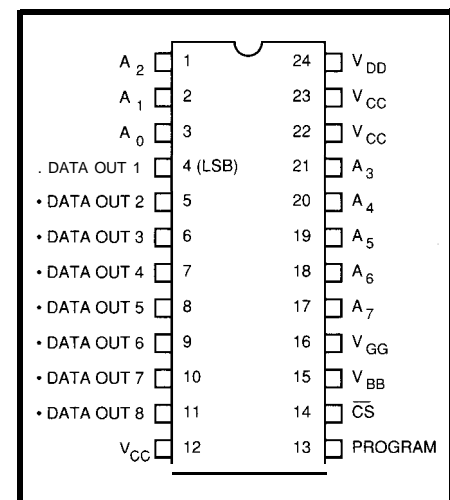 A2 1 24 VDD
A1 2 23 VCC
A0 3 22 VCC
. DATA OUT 1 4 (LSB) 21 A3
• DATA OUT 2 5 20 A4
• DATA OUT 3 6 19 A5
• DATA OUT 4 7 18 A6
• DATA OUT 5 8 17 A7
• DATA OUT 6 9 16 VGG
• DATA OUT 7 10 15 VBB
• DATA OUT 8 11 14 C̅S̅
VCC 12 13 PROGRAM